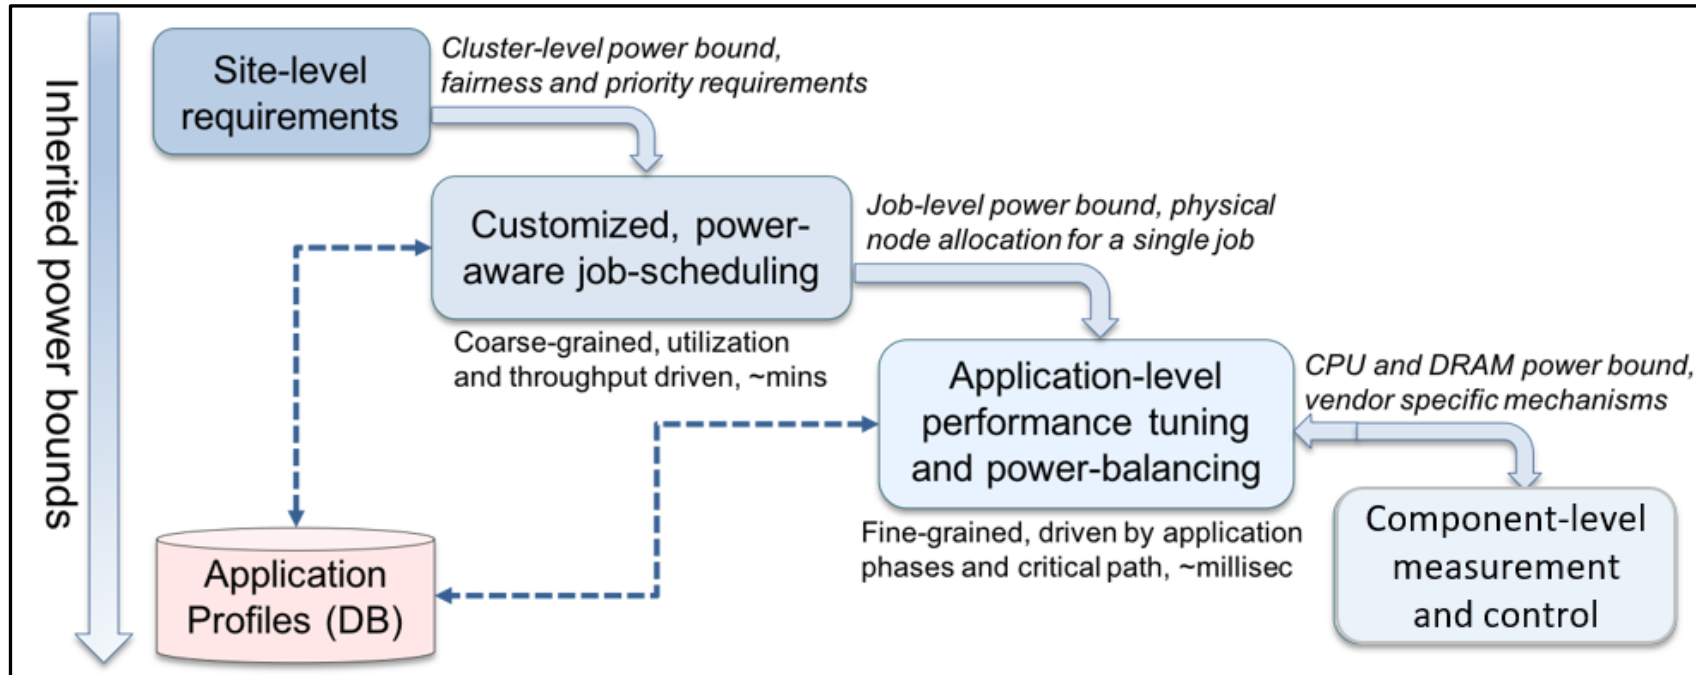 Inherited power bounds
Site-level
requirements
Cluster-level power bound,
fairness and priority requirements
Customized, power-
aware job-scheduling
Job-level power bound, physical
node allocation for a single job
Coarse-grained, utilization
and throughput driven, ~mins
Application-level
performance tuning
and power-balancing
CPU and DRAM power bound,
vendor specific mechanisms
Fine-grained, driven by application
phases and critical path, ~millisec
Component-level
measurement
and control
Application
Profiles (DB)